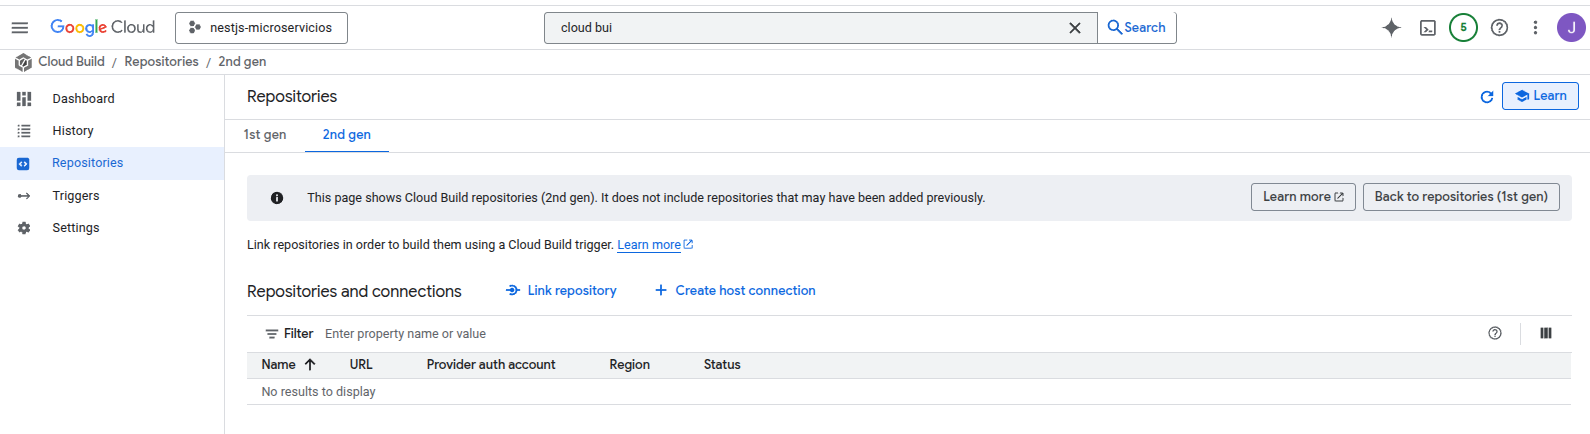 Google Cloud
nestjs-microservicios
cloud bui
Search
5
J
Cloud Build / Repositories / 2nd gen
Dashboard
History
Repositories
Triggers
Settings
Repositories
Learn
1st gen
2nd gen
This page shows Cloud Build repositories (2nd gen). It does not include repositories that may have been added previously.
Learn more
Back to repositories (1st gen)
Link repositories in order to build them using a Cloud Build trigger. Learn more
Repositories and connections
Link repository
Create host connection
Filter Enter property name or value
Name URL Provider auth account Region Status
No results to display